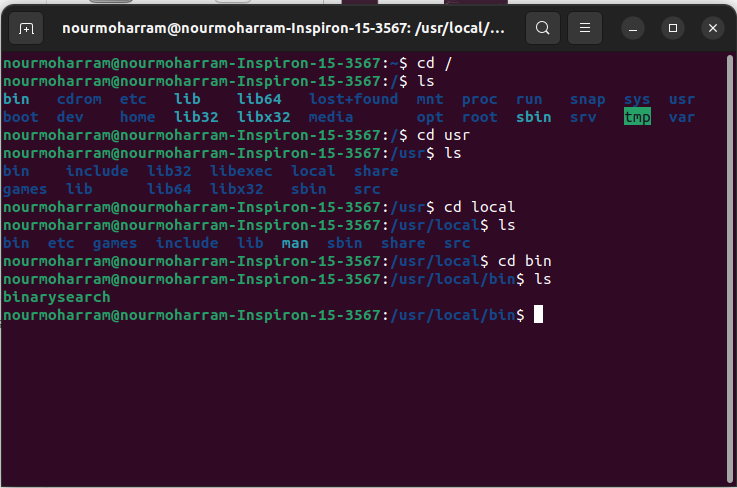 nourmoharram@nourmoharram-Inspiron-15-3567: /usr/local/...
nourmoharram@nourmoharram-Inspiron-15-3567:~$ cd /
nourmoharram@nourmoharram-Inspiron-15-3567:/$ ls
bin cdrom etc lib lib64 lost+found mnt proc run snap sys usr
boot dev home lib32 libx32 media opt root sbin srv tmp var
nourmoharram@nourmoharram-Inspiron-15-3567:/$ cd usr
nourmoharram@nourmoharram-Inspiron-15-3567:/usr$ ls
bin include lib32 libexec local share
games lib lib64 libx32 sbin src
nourmoharram@nourmoharram-Inspiron-15-3567:/usr$ cd local
nourmoharram@nourmoharram-Inspiron-15-3567:/usr/local$ ls
bin etc games include lib man sbin share src
nourmoharram@nourmoharram-Inspiron-15-3567:/usr/local$ cd bin
nourmoharram@nourmoharram-Inspiron-15-3567:/usr/local/bin$ ls
binarysearch
nourmoharram@nourmoharram-Inspiron-15-3567:/usr/local/bin$